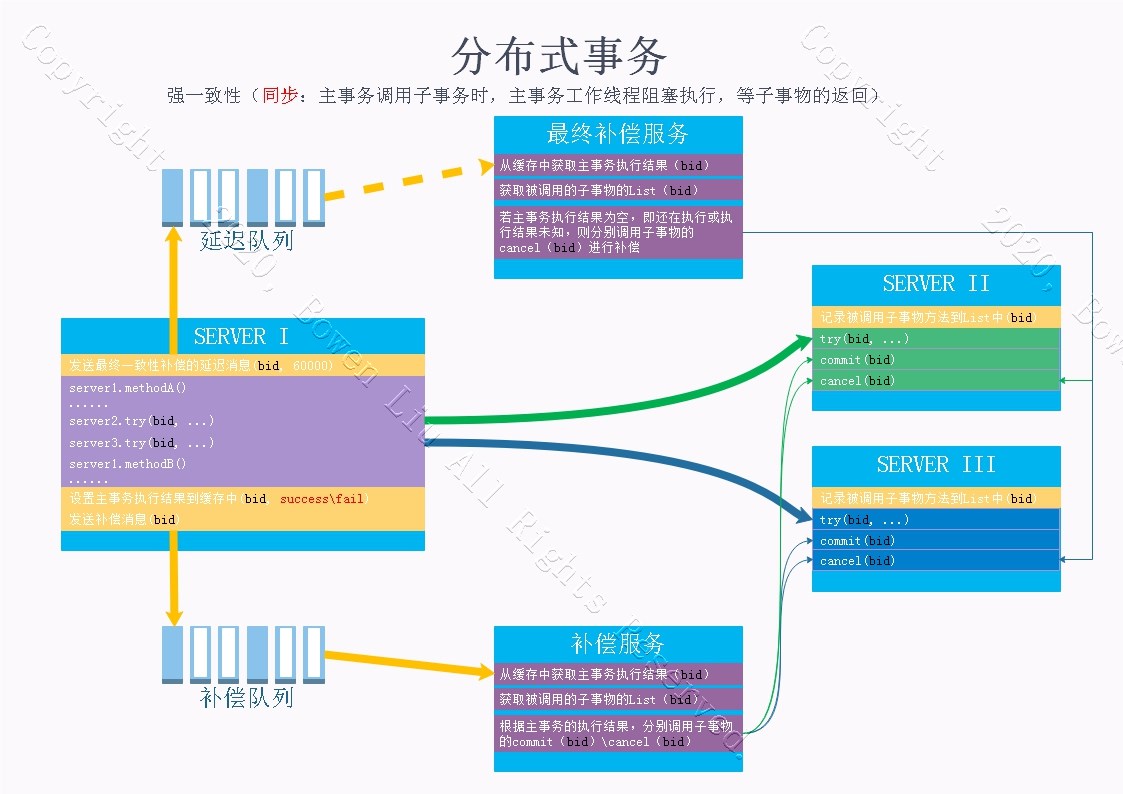 分布式事务
强一致性（同步：主事务调用子事务时，主事务工作线程阻塞执行，等子事物的返回）
最终补偿服务
从缓存中获取主事务执行结果（bid）
获取被调用的子事物的List（bid）
若主事务执行结果为空，即还在执行或执
行结果未知，则分别调用子事物的
cancel（bid）进行补偿
延迟队列
SERVER I
发送最终一致性补偿的延迟消息(bid, 60000)
server1.methodA()
......
server2.try(bid, ...)
server3.try(bid, ...)
server1.methodB()
......
设置主事务执行结果到缓存中(bid, success\fail)
发送补偿消息(bid)
SERVER II
记录被调用子事物方法到List中(bid)
try(bid, ...)
commit(bid)
cancel(bid)
SERVER III
记录被调用子事物方法到List中(bid)
try(bid, ...)
commit(bid)
cancel(bid)
补偿队列
补偿服务
从缓存中获取主事务执行结果（bid）
获取被调用的子事物的List（bid）
根据主事务的执行结果，分别调用子事物
的commit（bid）\cancel（bid）
Copyright 2020, Bowen Liu All Rights Reserved.
Copyright 2020, Bowen